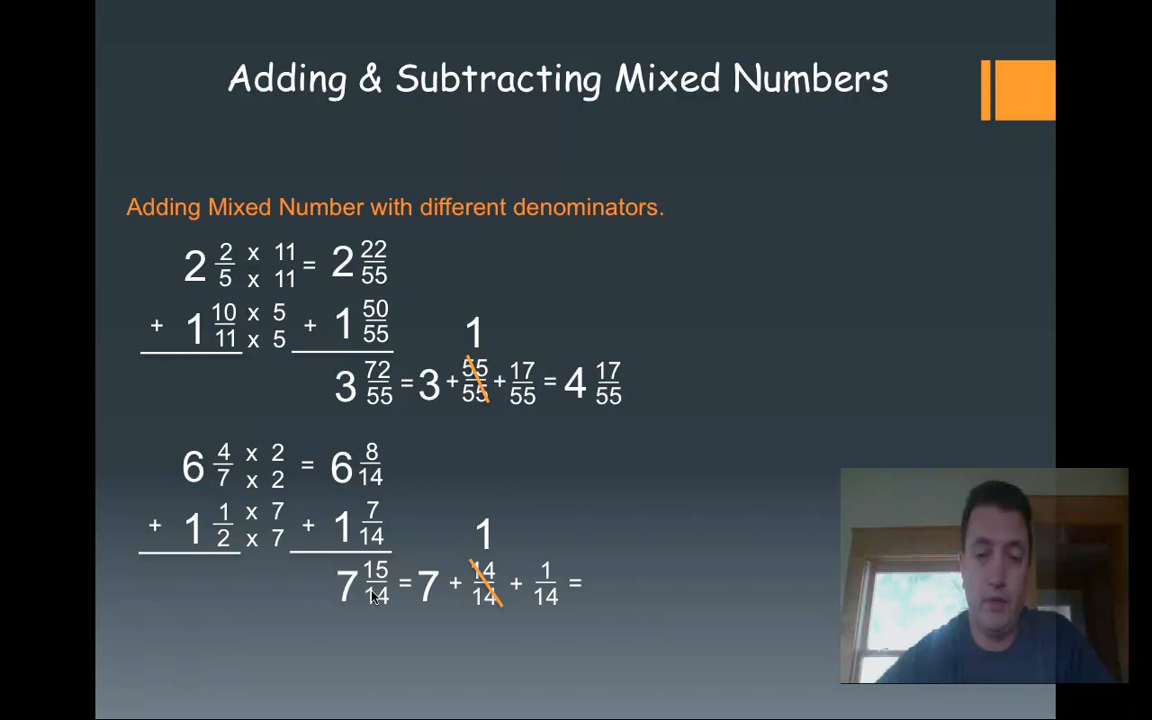 Adding & Subtracting Mixed Numbers
Adding Mixed Number with different denominators.
2 2/5 x 11 / x 11 = 2 22/55
+ 1 10/11 x 5 / x 5 + 1 50/55
1
3 72/55 = 3 + 55/55 + 17/55 = 4 17/55
6 4/7 x 2 / x 2 = 6 8/14
+ 1 1/2 x 7 / x 7 + 1 7/14
1
7 15/14 = 7 + 14/14 + 1/14 =